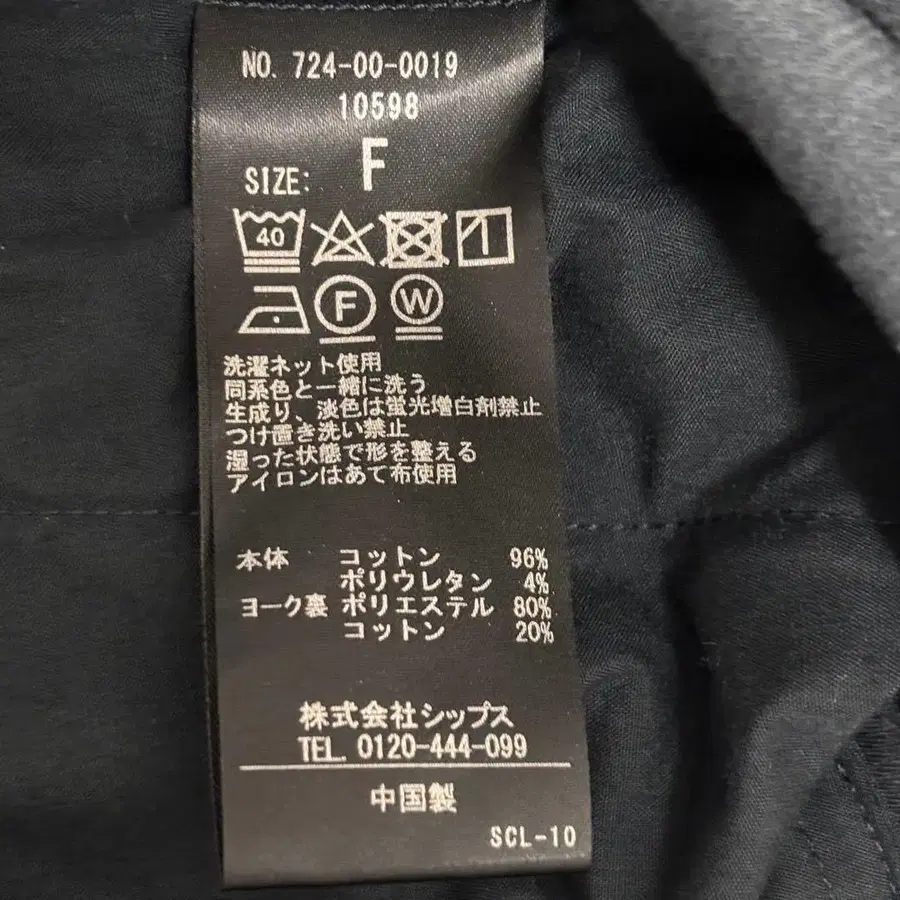 NO. 724-00-0019
10598
SIZE: F
40
F W
洗濯ネット使用
同系色と一緒に洗う
生成り、淡色は蛍光増白剤禁止
つけ置き洗い禁止
湿った状態で形を整える
アイロンはあて布使用
本体 コットン 96%
ポリウレタン 4%
ヨーク裏 ポリエステル 80%
コットン 20%
株式会社シップス
TEL. 0120-444-099
中国製
SCL-10